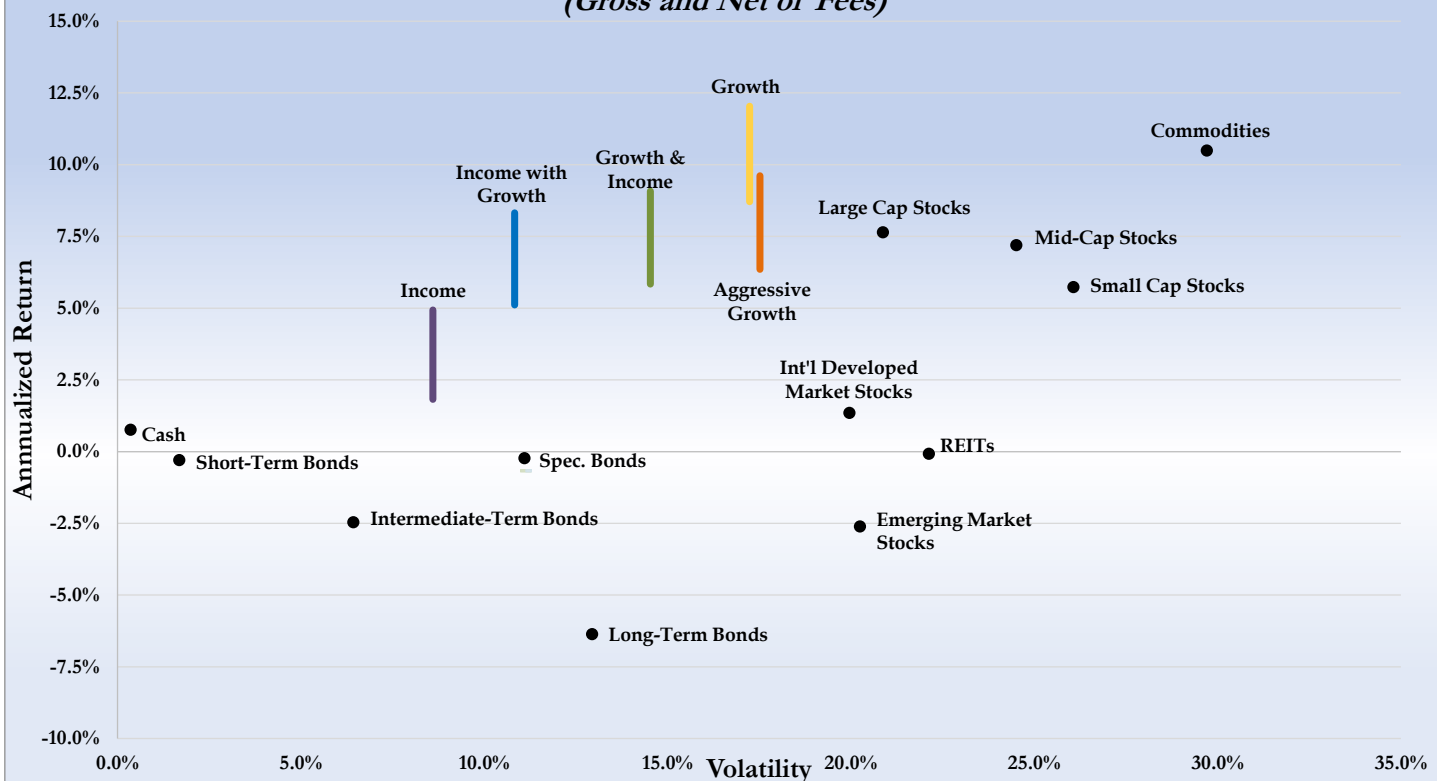 (Gross and Net of Fees)
15.0%
12.5%
10.0%
7.5%
5.0%
2.5%
0.0%
-2.5%
-5.0%
-7.5%
-10.0%
Annnualized Return
Growth
Commodities
Growth &
Income
Income with
Growth
Large Cap Stocks
Mid-Cap Stocks
Income
Aggressive
Growth
Small Cap Stocks
Int'l Developed
Market Stocks
Cash
REITs
Short-Term Bonds
Spec. Bonds
Intermediate-Term Bonds
Emerging Market
Stocks
Long-Term Bonds
0.0%
5.0%
10.0%
15.0%
20.0%
25.0%
30.0%
35.0%
Volatility